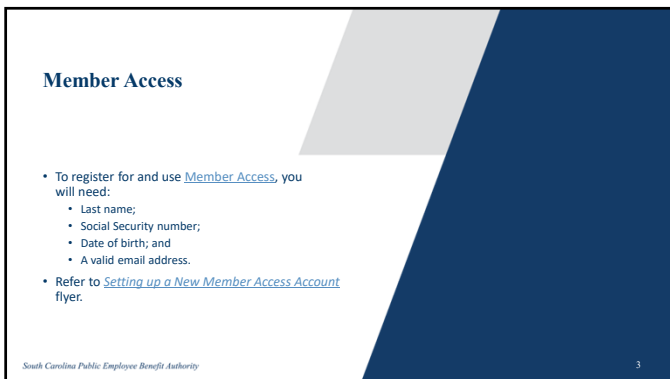 Member Access
• To register for and use Member Access, you
will need:
• Last name;
• Social Security number;
• Date of birth; and
• A valid email address.
• Refer to Setting up a New Member Access Account
flyer.
South Carolina Public Employee Benefit Authority
3